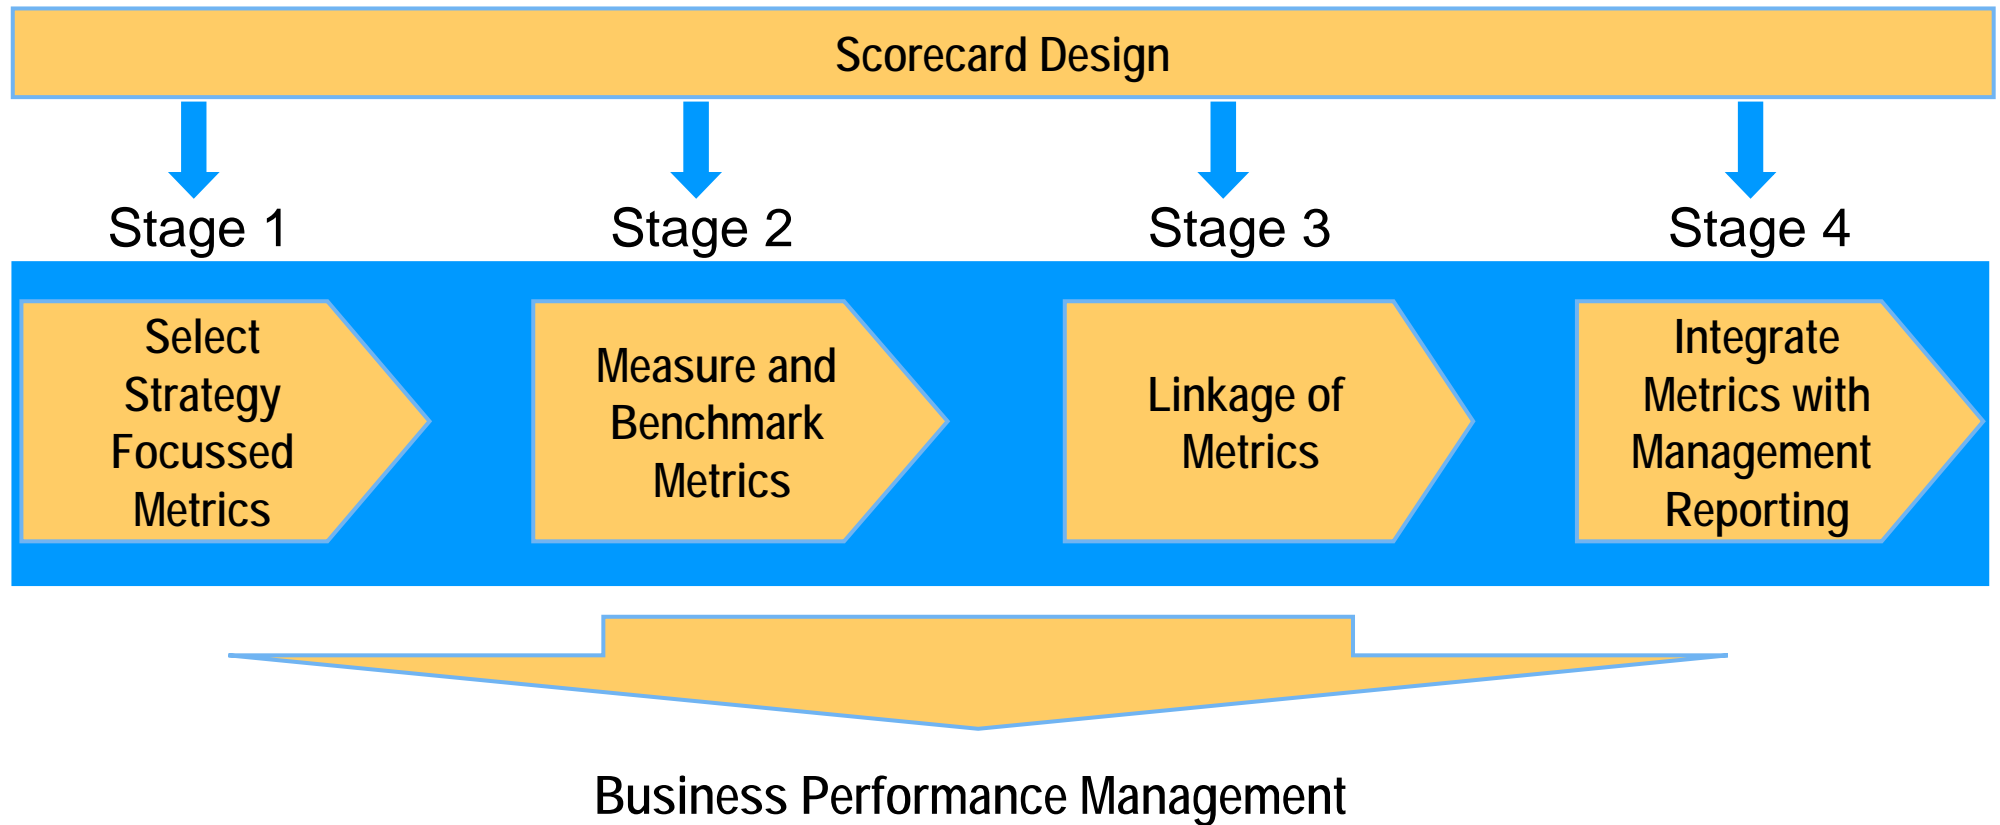 Scorecard Design
Stage 1
Stage 2
Stage 3
Stage 4
Select
Strategy
Focussed
Metrics
Measure and
Benchmark
Metrics
Linkage of
Metrics
Integrate
Metrics with
Management
Reporting
Business Performance Management